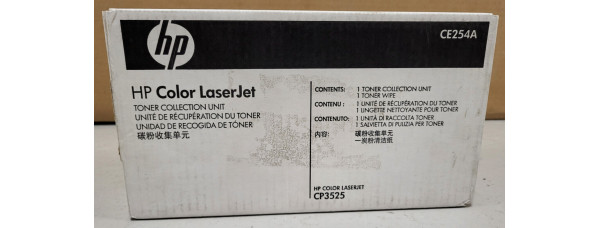 hp
CE254A
HP Color LaserJet
TONER COLLECTION UNIT
UNITÉ DE RÉCUPÉRATION DU TONER
UNIDAD DE RECOGIDA DE TÓNER
碳粉收集单元
CONTENTS: 1 TONER COLLECTION UNIT
1 TONER WIPE
CONTENU : 1 UNITÉ DE RÉCUPÉRATION DU TONER
1 LINGETTE NETTOYANTE POUR TONER
CONTENUTO: 1 UNITÀ DI RACCOLTA TONER
1 SALVIETTA DI PULIZIA PER TONER
内容: 碳粉收集单元
一炭粉清洁纸
HP COLOR LASERJET
CP3525